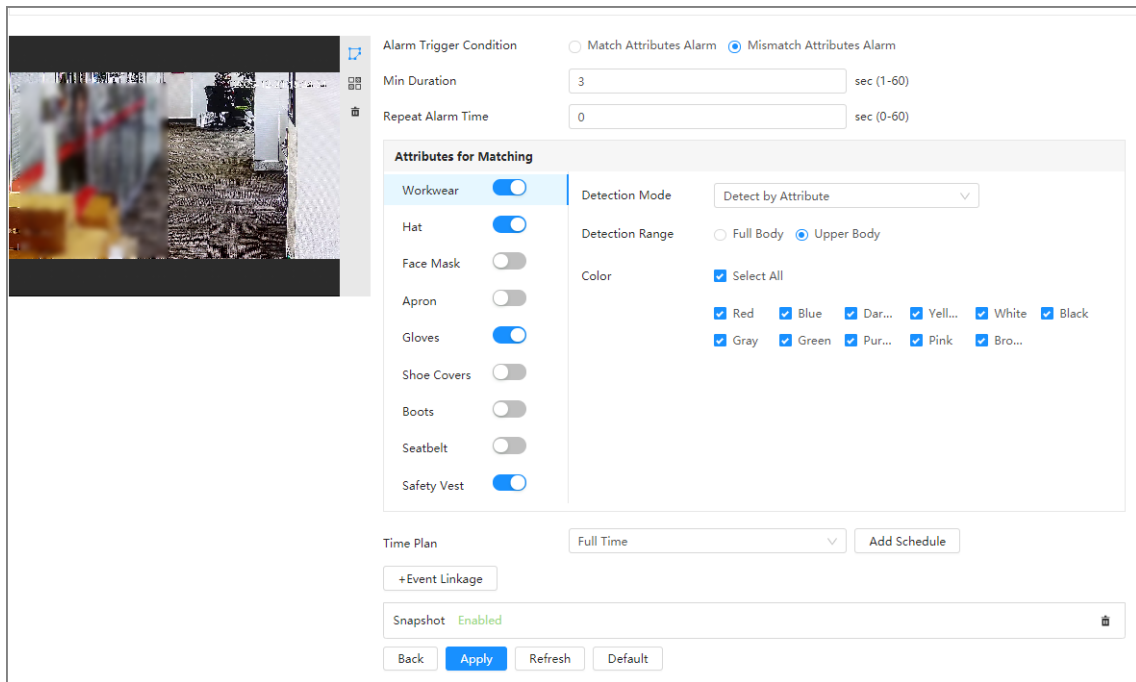 Alarm Trigger Condition Match Attributes Alarm Mismatch Attributes Alarm
Min Duration 3 sec (1-60)
Repeat Alarm Time 0 sec (0-60)
Attributes for Matching
Workwear
Hat
Face Mask
Apron
Gloves
Shoe Covers
Boots
Seatbelt
Safety Vest
Detection Mode Detect by Attribute
Detection Range Full Body Upper Body
Color Select All
Red Blue Dar... Yell... White Black
Gray Green Pur... Pink Bro...
Time Plan Full Time Add Schedule
+Event Linkage
Snapshot Enabled
Back Apply Refresh Default